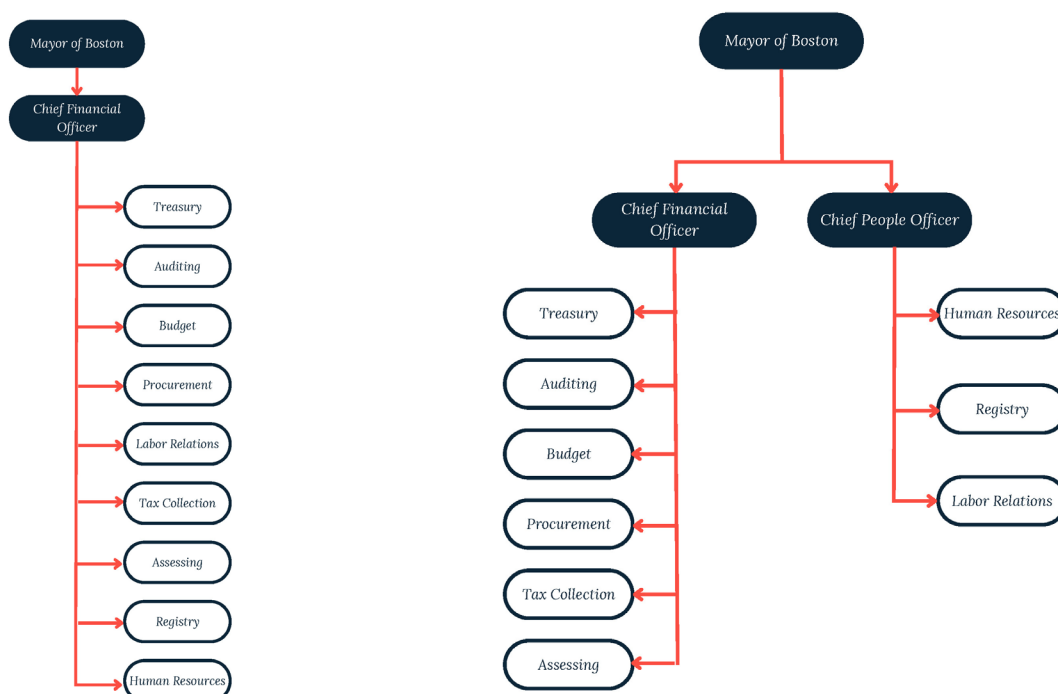 Mayor of Boston
Chief Financial
Officer
Treasury
Auditing
Budget
Procurement
Labor Relations
Tax Collection
Assessing
Registry
Human Resources
Mayor of Boston
Chief Financial
Officer
Treasury
Auditing
Budget
Procurement
Tax Collection
Assessing
Chief People Officer
Human Resources
Registry
Labor Relations